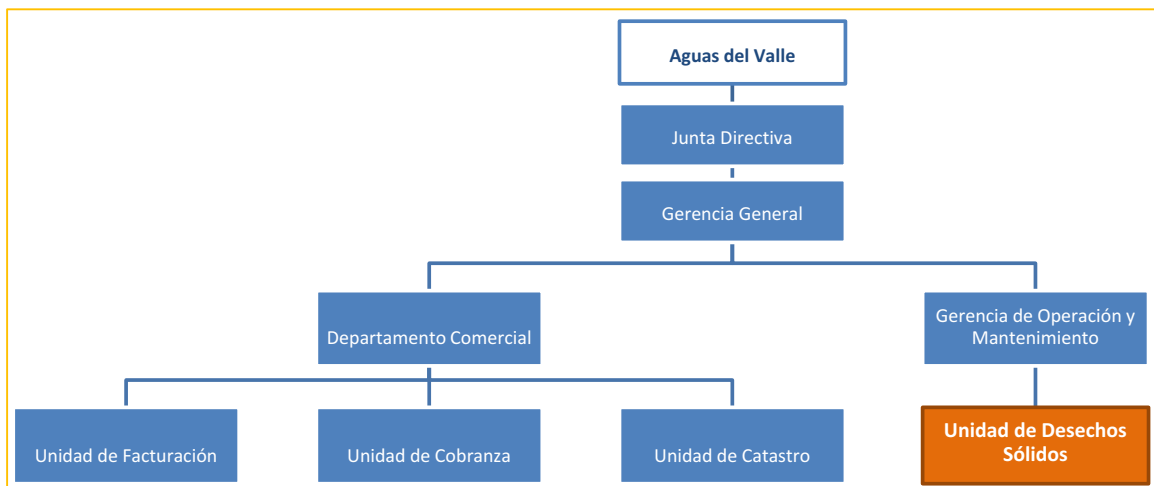 Aguas del Valle
Junta Directiva
Gerencia General
Departamento Comercial
Gerencia de Operación y
Mantenimiento
Unidad de Facturación
Unidad de Cobranza
Unidad de Catastro
Unidad de Desechos
Sólidos